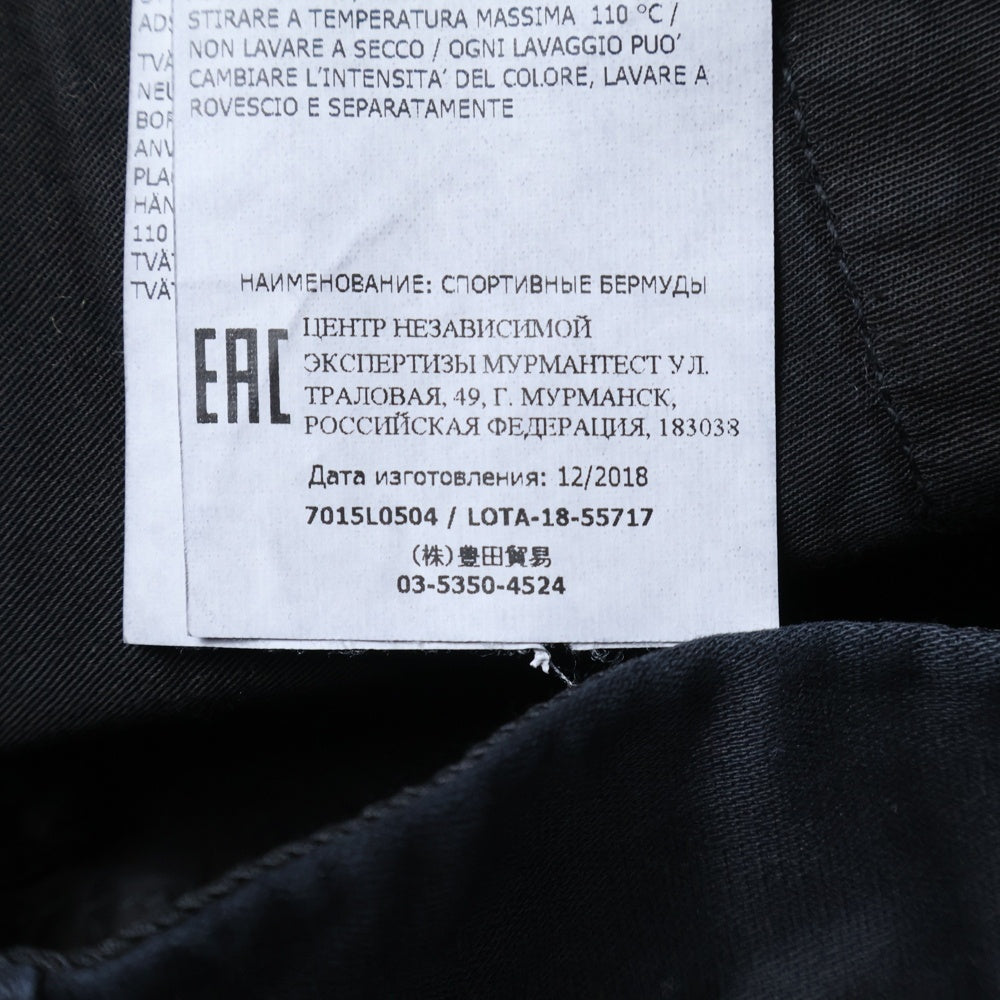 STIRARE A TEMPERATURA MASSIMA 110 °C /
NON LAVARE A SECCO / OGNI LAVAGGIO PUO'
CAMBIARE L'INTENSITA' DEL COLORE, LAVARE A
ROVESCIO E SEPARATAMENTE
110
НАИМЕНОВАНИЕ: СПОРТИВНЫЕ БЕРМУДЫ
EAC
ЦЕНТР НЕЗАВИСИМОЙ
ЭКСПЕРТИЗЫ МУРМАНТЕСТ УЛ.
ТРАЛОВАЯ, 49, Г. МУРМАНСК,
РОССИЙСКАЯ ФЕДЕРАЦИЯ, 183038
Дата изготовления: 12/2018
7015L0504 / LOTA-18-55717
(株)豊田貿易
03-5350-4524